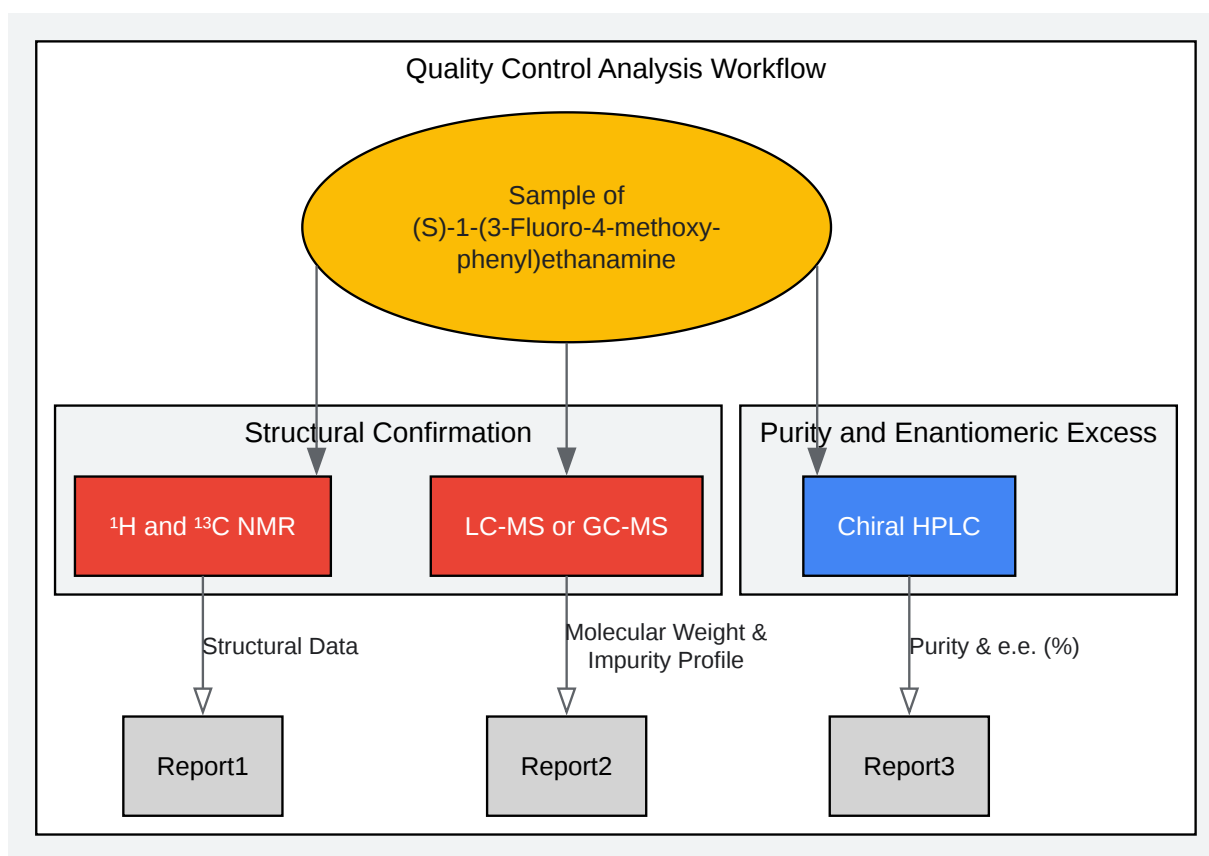 Quality Control Analysis Workflow
Sample of
(S)-1-(3-Fluoro-4-methoxy-
phenyl)ethanamine
Structural Confirmation
Purity and Enantiomeric Excess
¹H and ¹³C NMR
LC-MS or GC-MS
Chiral HPLC
Structural Data
Molecular Weight &
Impurity Profile
Purity & e.e. (%)
Report1
Report2
Report3